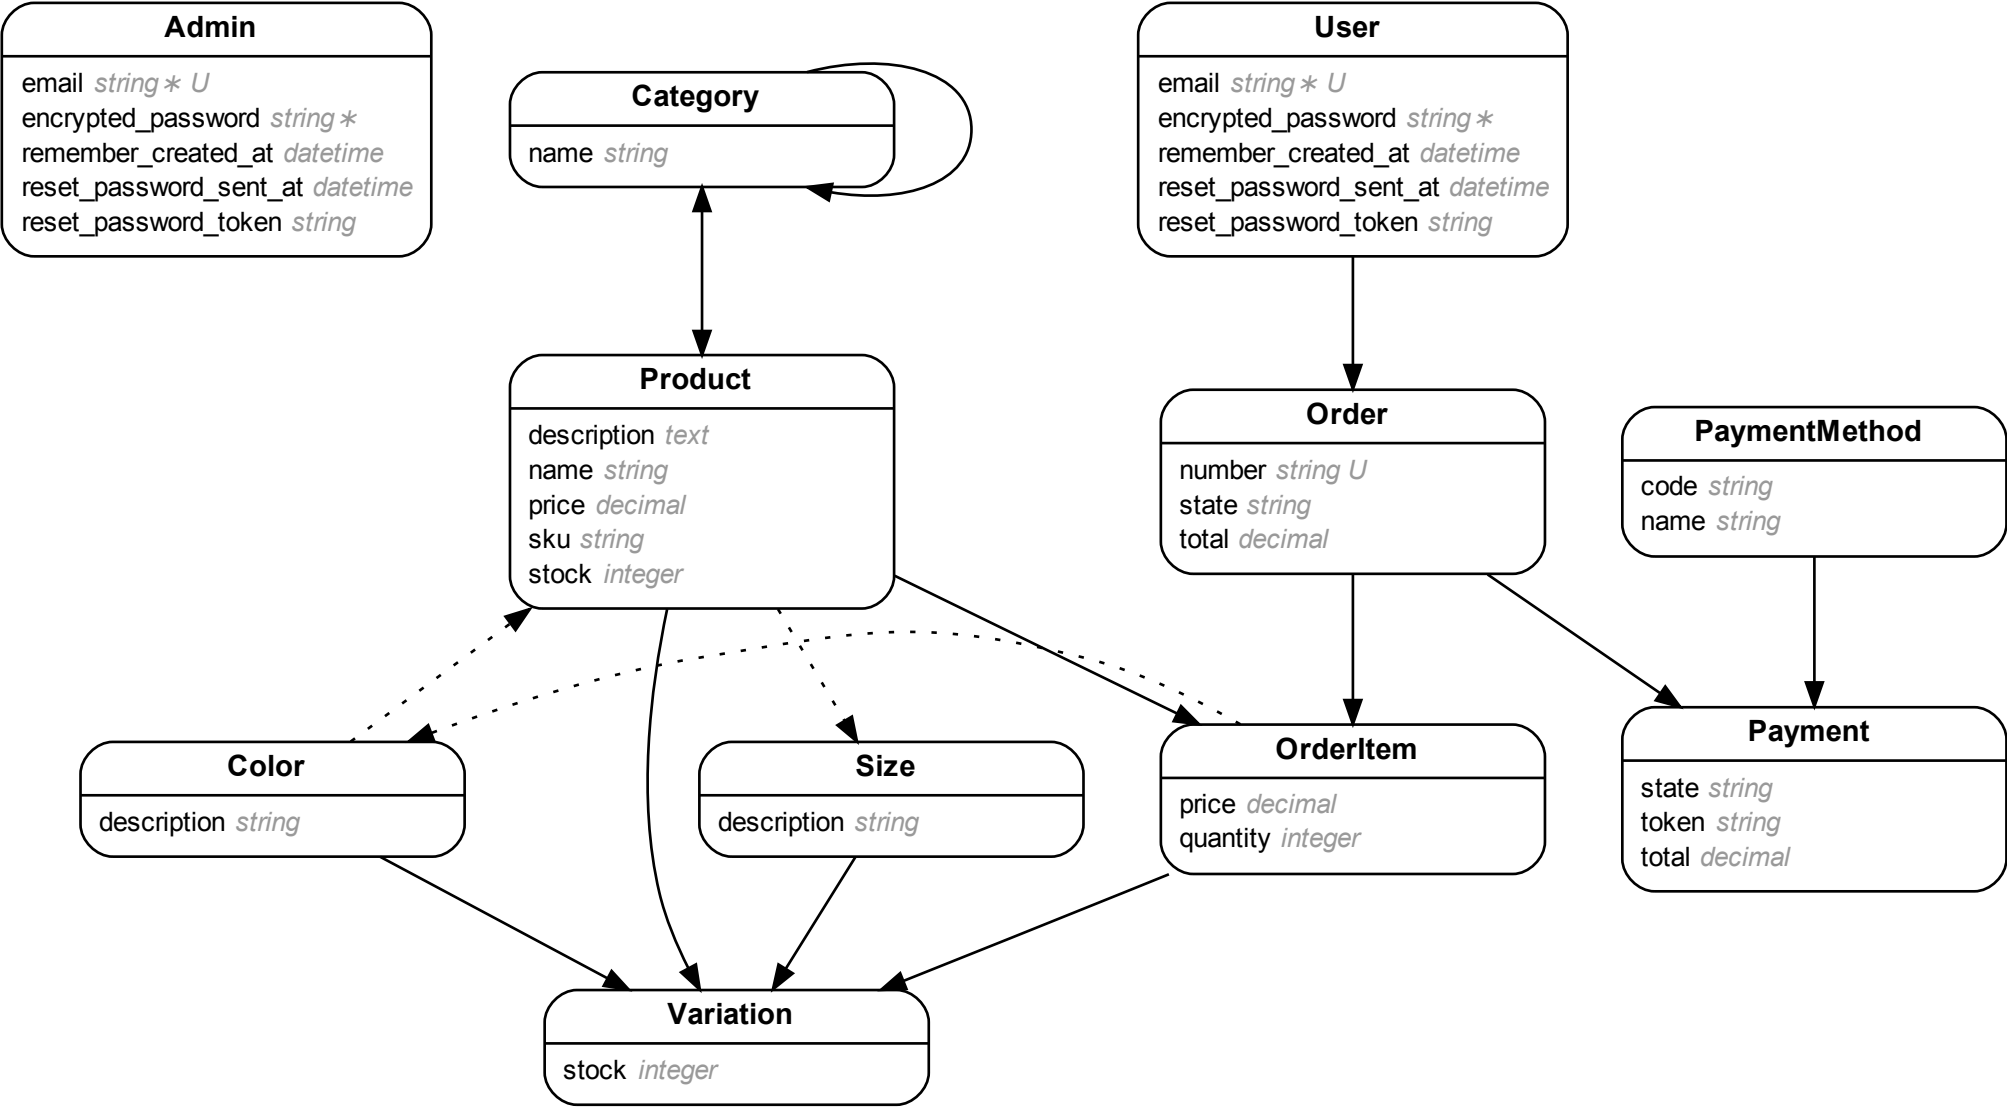 Admin
email string∗ U
encrypted_password string∗
remember_created_at datetime
reset_password_sent_at datetime
reset_password_token string
Category
name string
User
email string∗ U
encrypted_password string∗
remember_created_at datetime
reset_password_sent_at datetime
reset_password_token string
Product
description text
name string
price decimal
sku string
stock integer
Order
number string U
state string
total decimal
PaymentMethod
code string
name string
Color
description string
Size
description string
OrderItem
price decimal
quantity integer
Payment
state string
token string
total decimal
Variation
stock integer